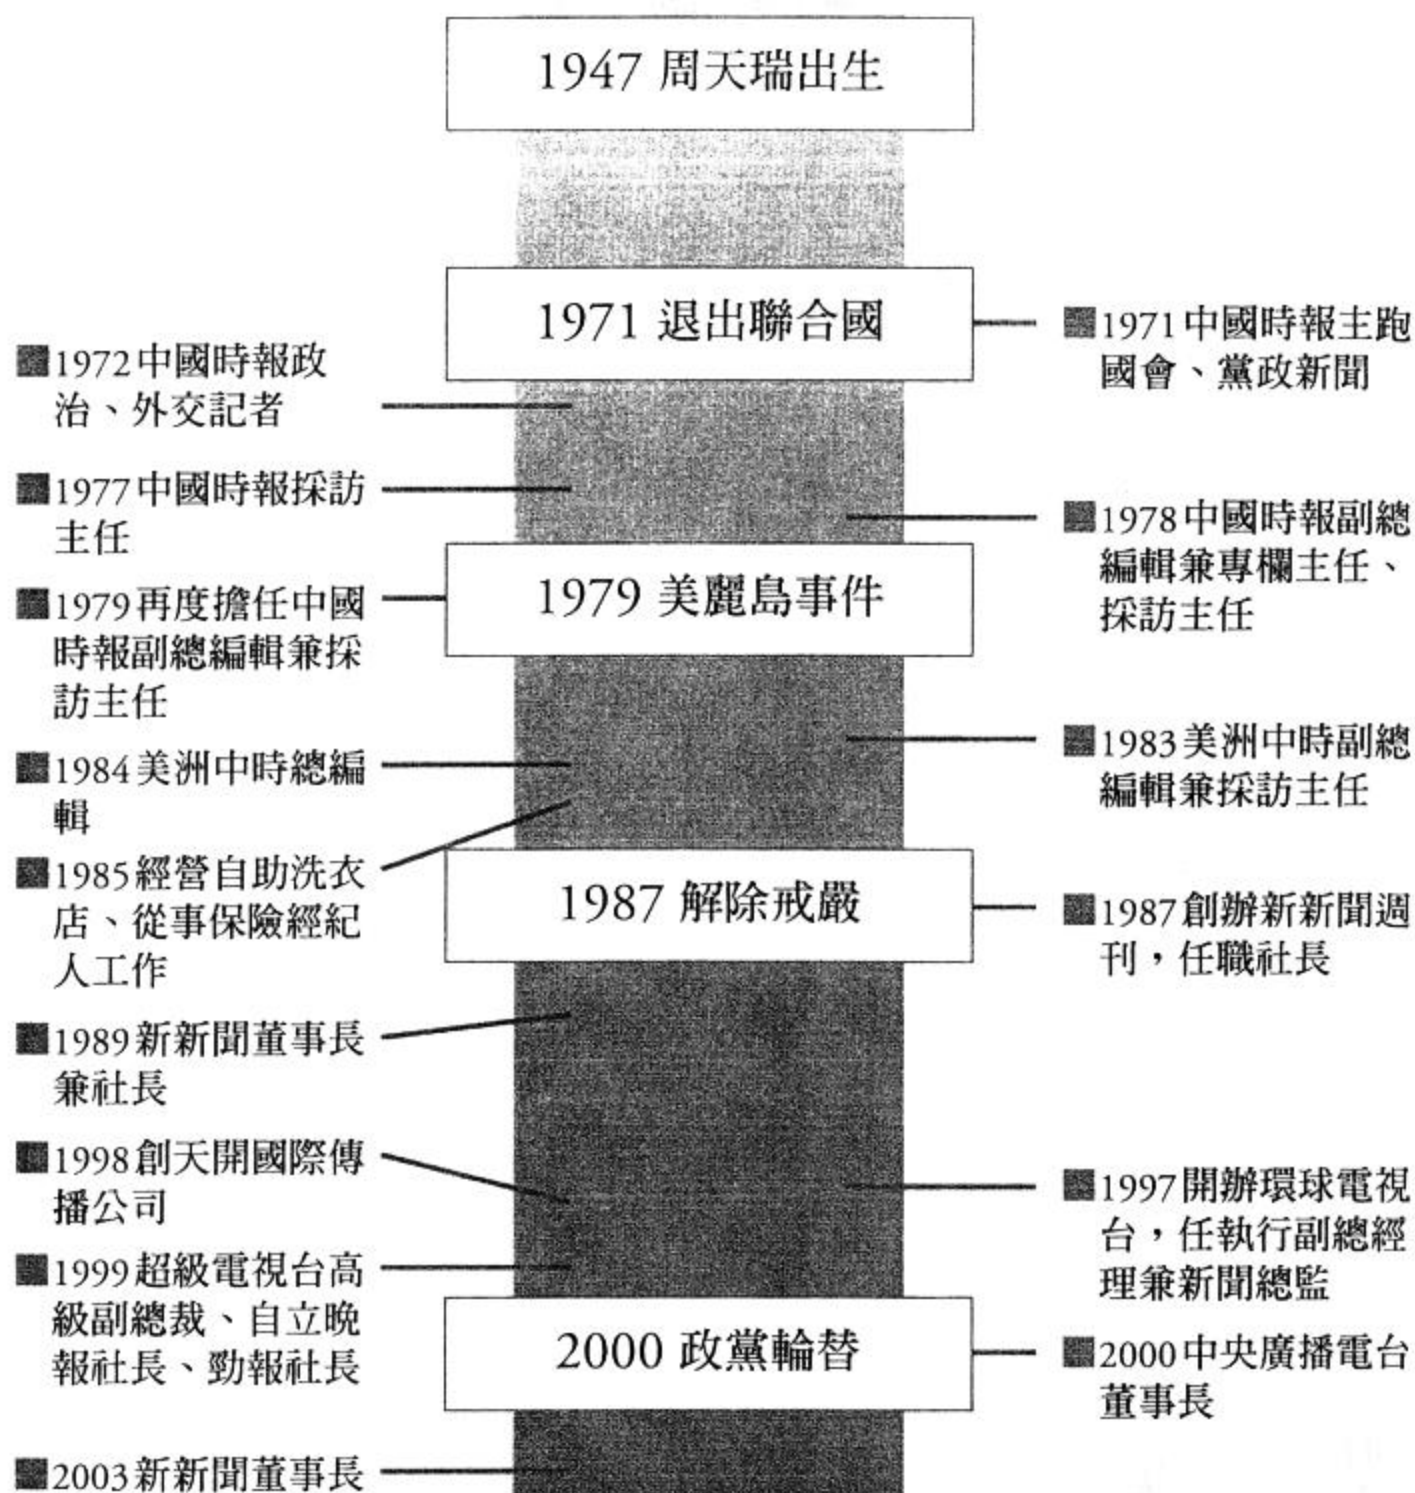 1947 周天瑞出生
1971 退出聯合國
1971中國時報主跑
國會、黨政新聞
1972中國時報政
治、外交記者
1977中國時報採訪
主任
1978中國時報副總
編輯兼專欄主任、
採訪主任
1979 美麗島事件
1979再度擔任中國
時報副總編輯兼採
訪主任
1983美洲中時副總
編輯兼採訪主任
1984美洲中時總編
輯
1985經營自助洗衣
店、從事保險經紀
人工作
1987 解除戒嚴
1987創辦新新聞週
刊，任職社長
1989新新聞董事長
兼社長
1997開辦環球電視
台，任執行副總經
理兼新聞總監
1998創天開國際傳
播公司
1999超級電視台高
級副總裁、自立晚
報社長、勁報社長
2000 政黨輪替
2000中央廣播電台
董事長
2003新新聞董事長